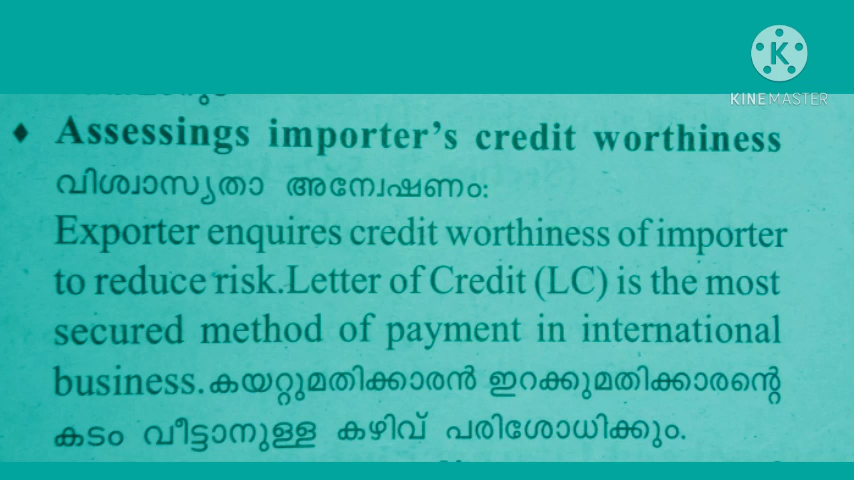 K
KINEMASTER
♦ Assessings importer's credit worthiness
വിശ്വാസ്യതാ അന്വേഷണം:
Exporter enquires credit worthiness of importer
to reduce risk.Letter of Credit (LC) is the most
secured method of payment in international
business.കയറ്റുമതിക്കാരൻ ഇറക്കുമതിക്കാരന്റെ
കടം വീട്ടാനുള്ള കഴിവ് പരിശോധിക്കും.